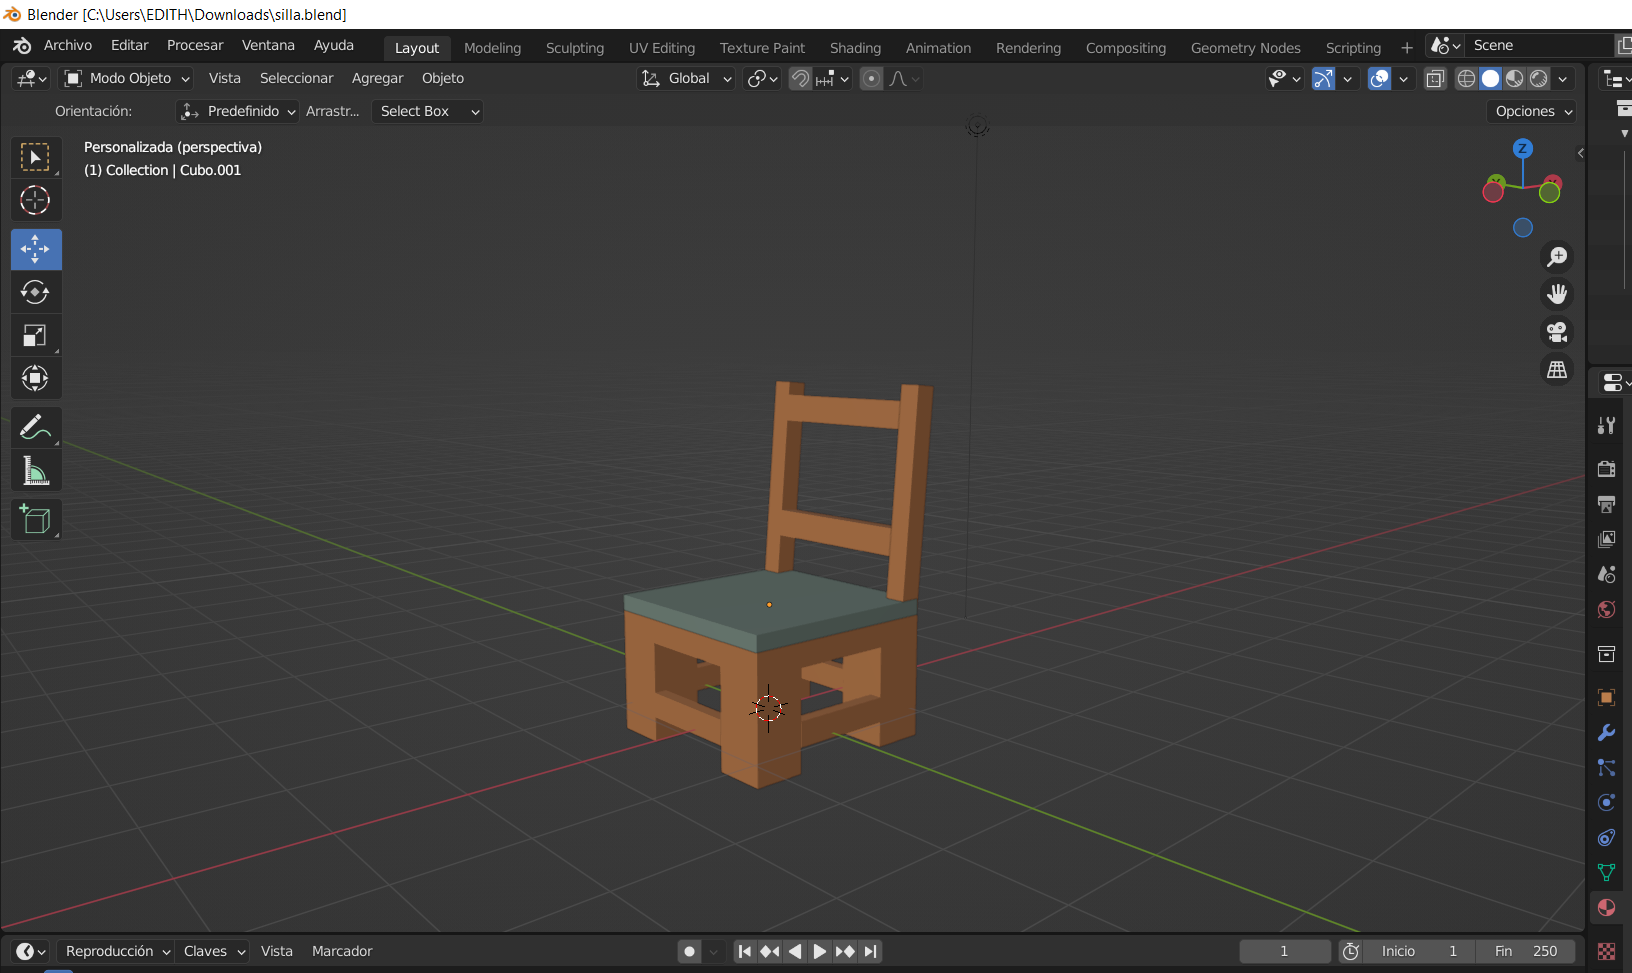 Blender [C:\Users\EDITH\Downloads\silla.blend]
Archivo Editar Procesar Ventana Ayuda Layout Modeling Sculpting UV Editing Texture Paint Shading Animation Rendering Compositing Geometry Nodes Scripting + Scene
Modo Objeto Vista Seleccionar Agregar Objeto Global
Orientación: Predefinido Arrastr... Select Box Opciones
Personalizada (perspectiva)
(1) Collection | Cubo.001
Z
Y
Reproducción Claves Vista Marcador 1 Inicio 1 Fin 250